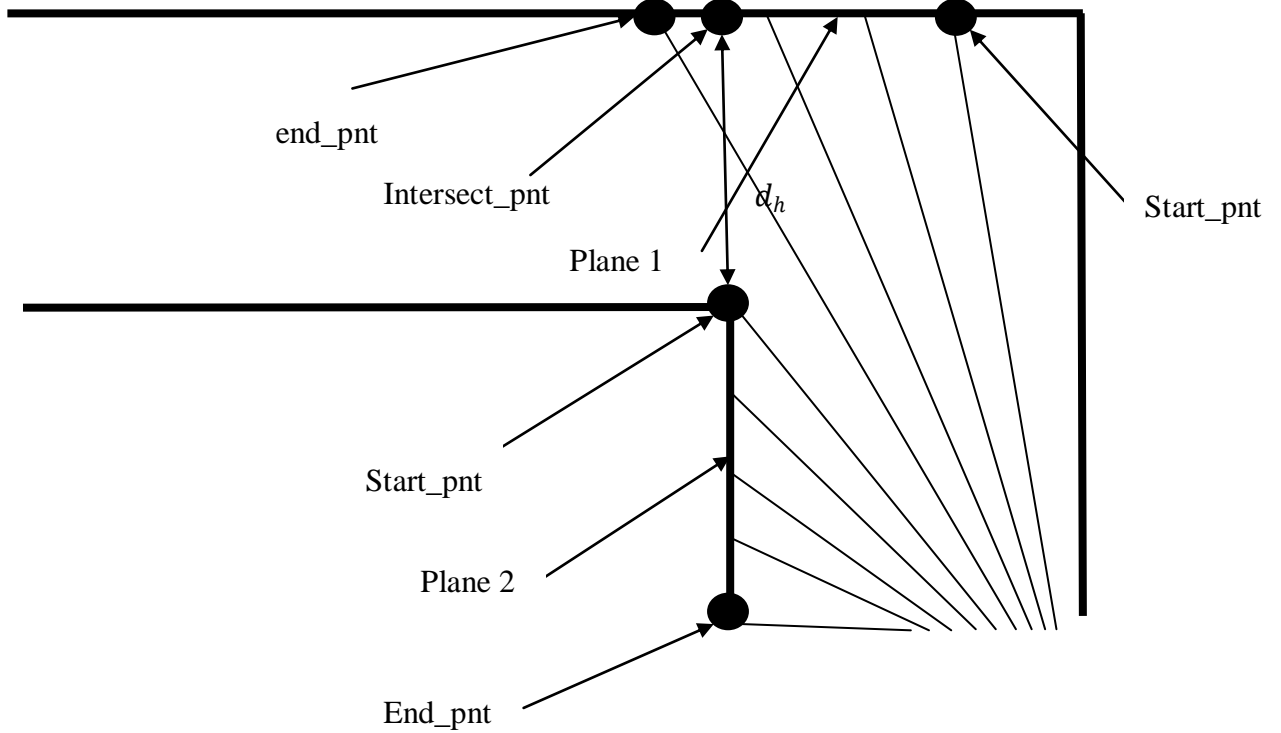 end_pnt
Intersect_pnt
d_h
Start_pnt
Plane 1
Start_pnt
Plane 2
End_pnt